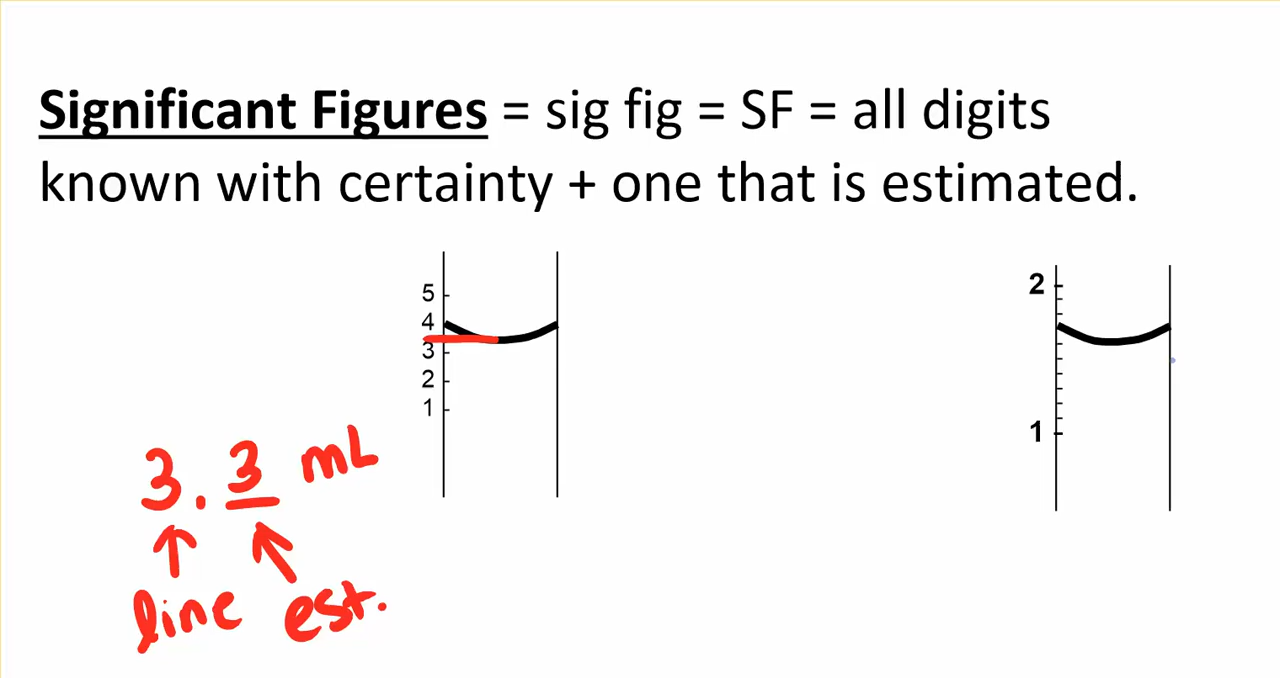 Significant Figures = sig fig = SF = all digits
known with certainty + one that is estimated.
5
4
3
2
1
3.3 mL
line est.
2
1